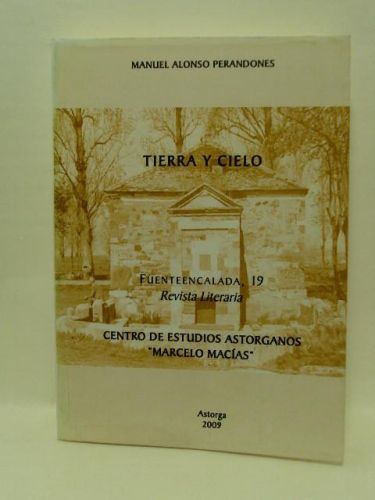 MANUEL ALONSO PERANDONES
TIERRA Y CIELO
FUENTEENCALADA, 19
Revista Literaria
CENTRO DE ESTUDIOS ASTORGANOS
"MARCELO MACÍAS"
Astorga
2009